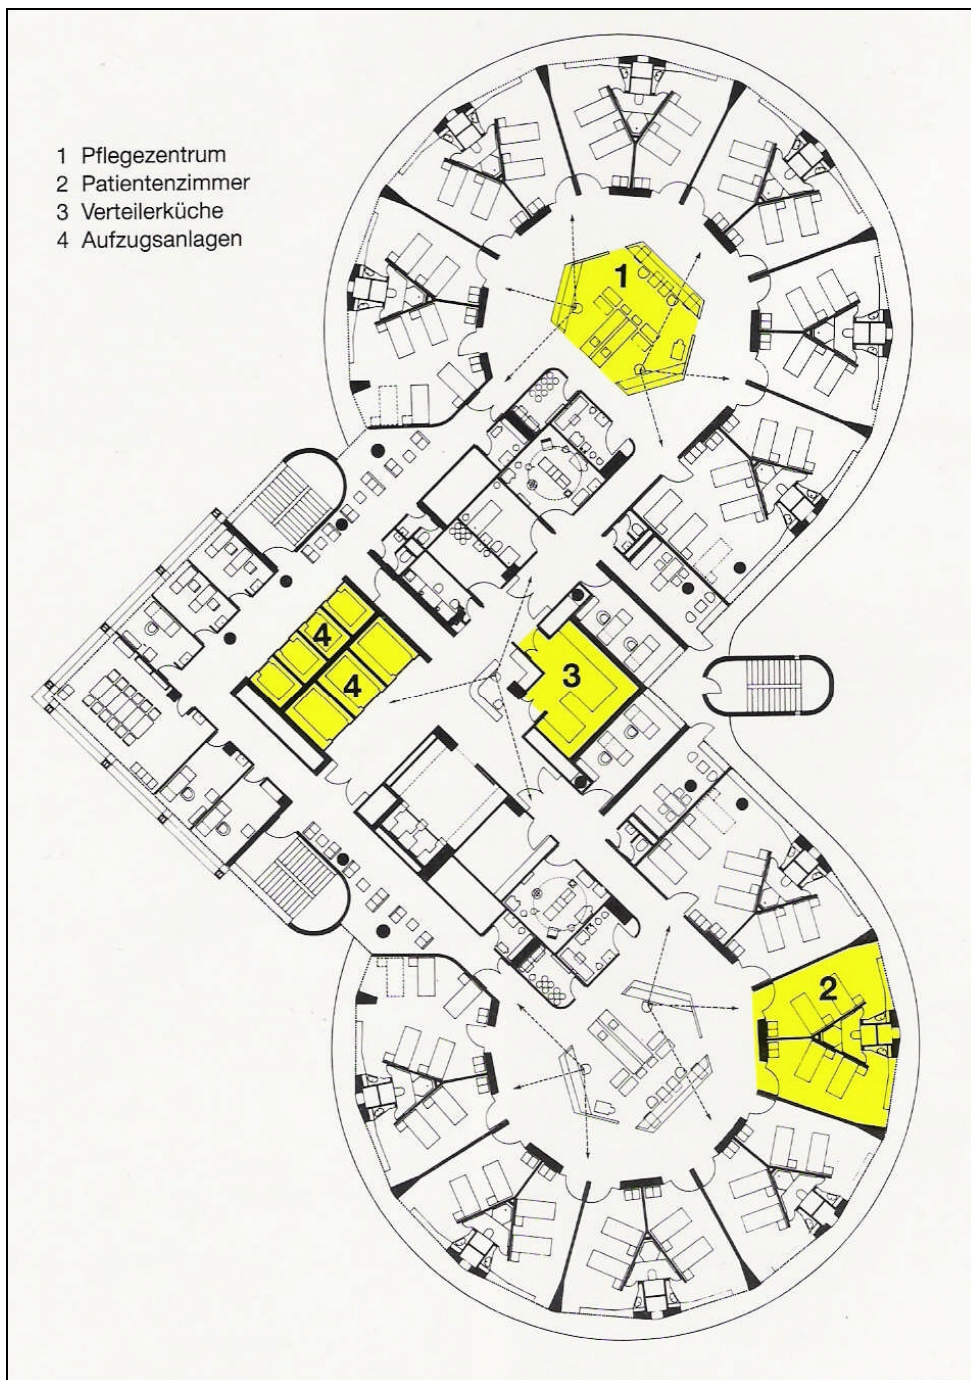 1 Pflegezentrum
2 Patientenzimmer
3 Verteilerküche
4 Aufzugsanlagen
1
4
4
3
2